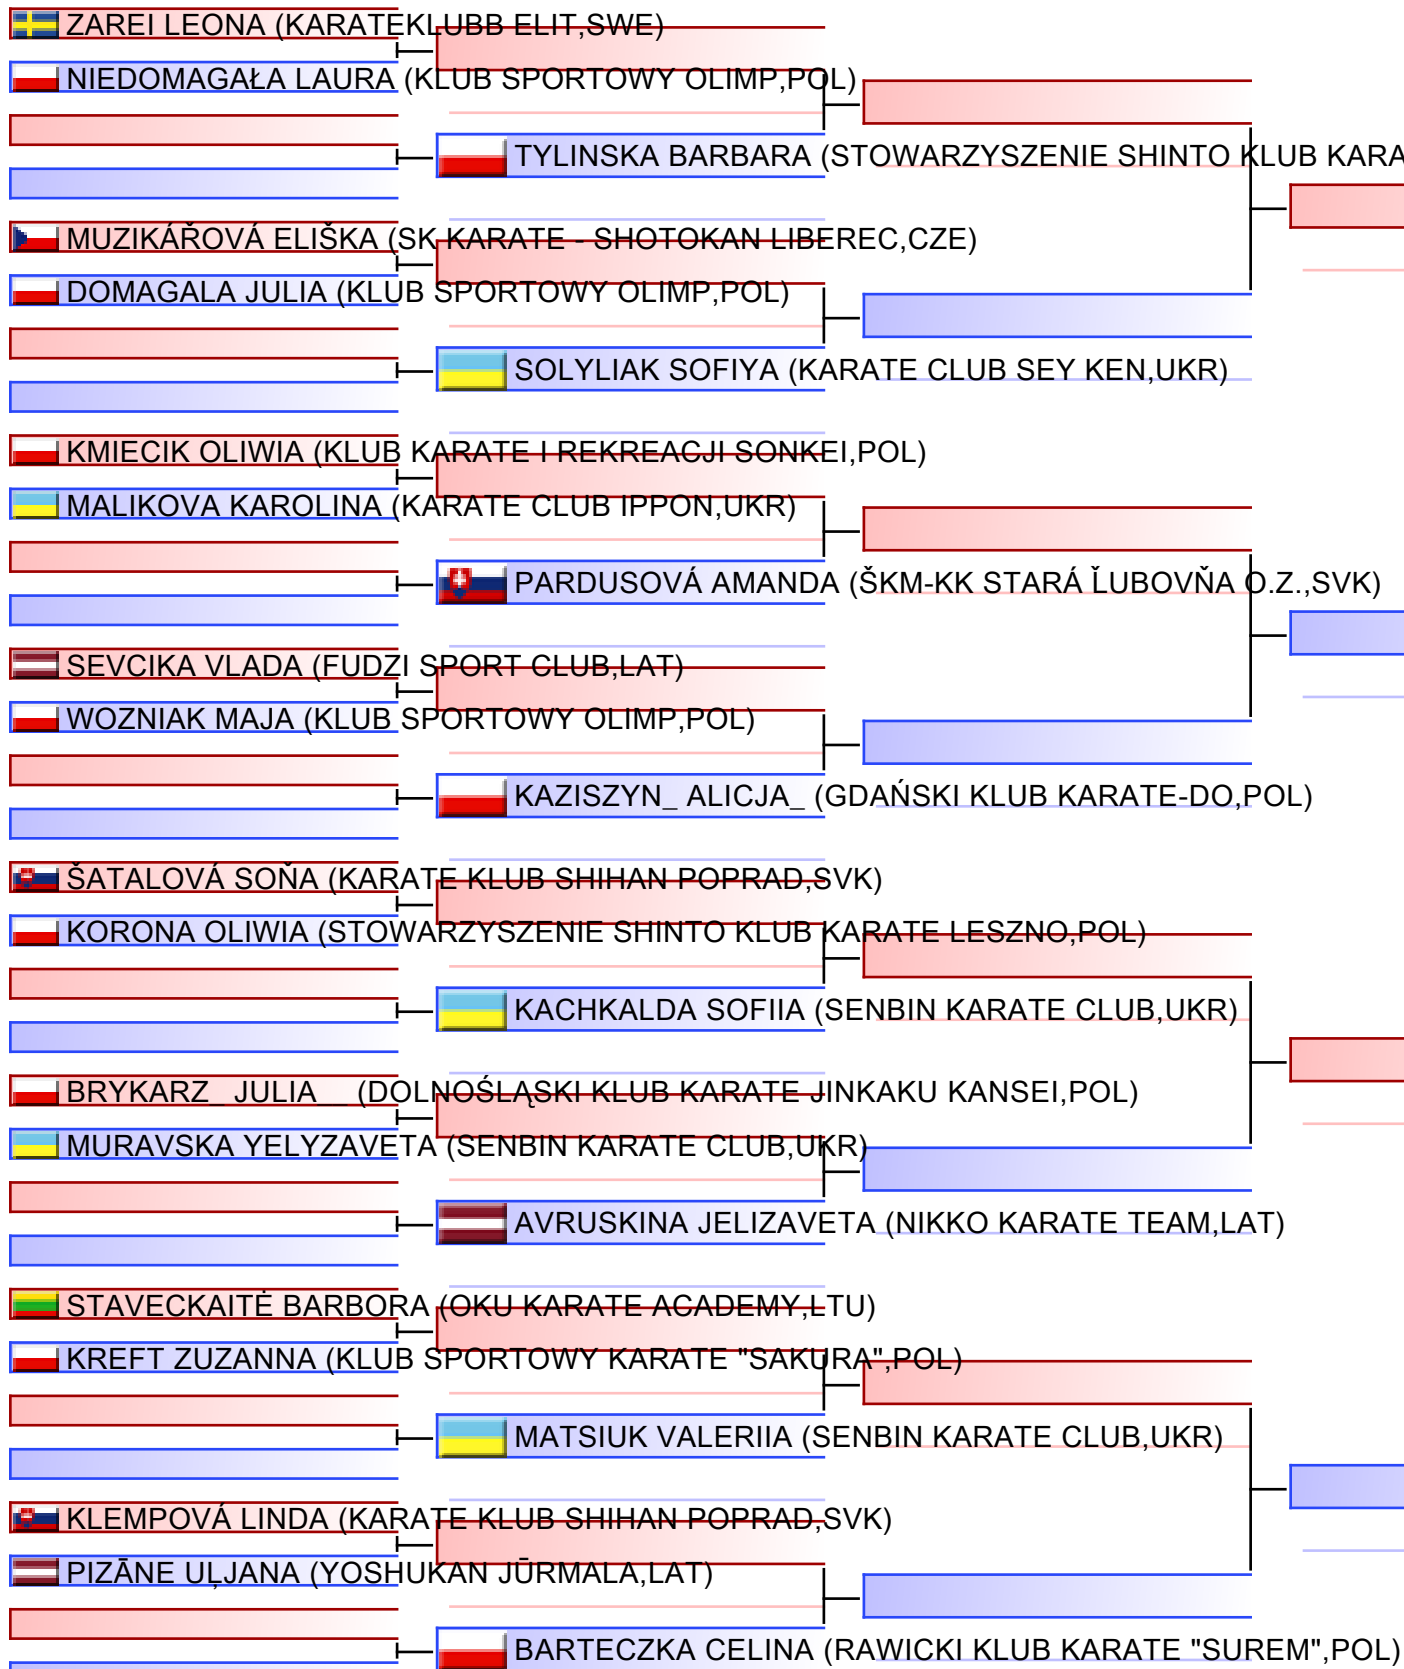 ZAREI LEONA (KARATEKLUBB ELIT,SWE)
NIEDOMAGAŁA LAURA (KLUB SPORTOWY OLIMP,POL)
TYLINSKA BARBARA (STOWARZYSZENIE SHINTO KLUB KARA
MUZIKÁŘOVÁ ELIŠKA (SK KARATE - SHOTOKAN LIBEREC,CZE)
DOMAGALA JULIA (KLUB SPORTOWY OLIMP,POL)
SOLYLIAK SOFIYA (KARATE CLUB SEY KEN,UKR)
KMIECIK OLIWIA (KLUB KARATE I REKREACJI SONKEI,POL)
MALIKOVA KAROLINA (KARATE CLUB IPPON,UKR)
PARDUSOVÁ AMANDA (ŠKM-KK STARÁ ĽUBOVŇA O.Z.,SVK)
SEVCIKA VLADA (FUDZI SPORT CLUB,LAT)
WOZNIAK MAJA (KLUB SPORTOWY OLIMP,POL)
KAZISZYN_ ALICJA_ (GDAŃSKI KLUB KARATE-DO,POL)
ŠATALOVÁ SOŇA (KARATE KLUB SHIHAN POPRAD,SVK)
KORONA OLIWIA (STOWARZYSZENIE SHINTO KLUB KARATE LESZNO,POL)
KACHKALDA SOFIIA (SENBIN KARATE CLUB,UKR)
BRYKARZ_ JULIA__ (DOLNOŚLĄSKI KLUB KARATE JINKAKU KANSEI,POL)
MURAVSKA YELYZAVETA (SENBIN KARATE CLUB,UKR)
AVRUSKINA JELIZAVETA (NIKKO KARATE TEAM,LAT)
STAVECKAITĖ BARBORA (OKU KARATE ACADEMY,LTU)
KREFT ZUZANNA (KLUB SPORTOWY KARATE "SAKURA",POL)
MATSIUK VALERIIA (SENBIN KARATE CLUB,UKR)
KLEMPOVÁ LINDA (KARATE KLUB SHIHAN POPRAD,SVK)
PIZĀNE UĻJANA (YOSHUKAN JŪRMALA,LAT)
BARTECZKA CELINA (RAWICKI KLUB KARATE "SUREM",POL)